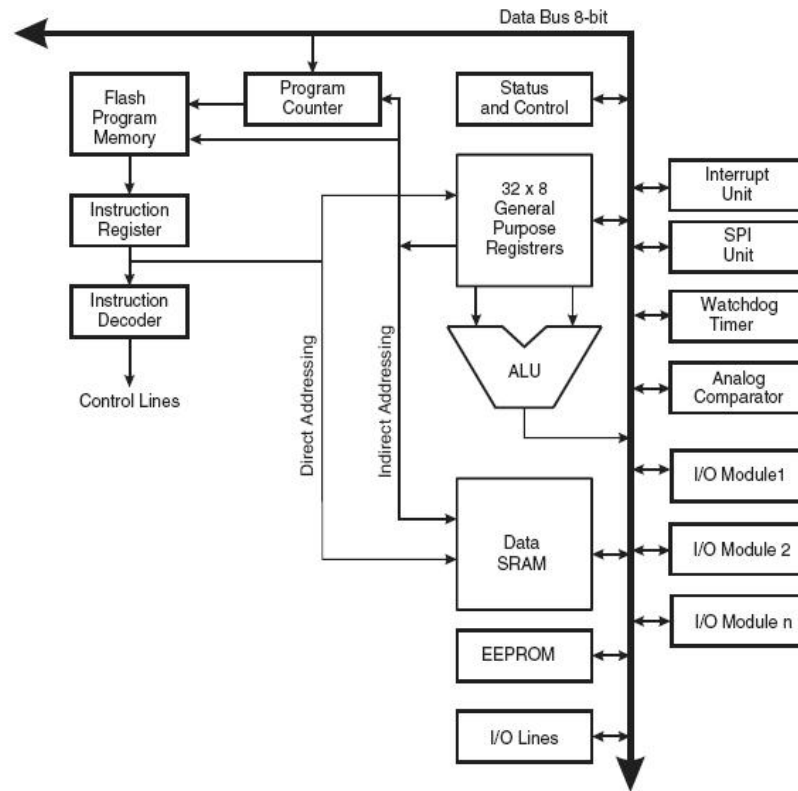 Data Bus 8-bit
Flash
Program
Memory
Program
Counter
Status
and Control
Interrupt
Unit
32 x 8
General
Purpose
Registrers
Instruction
Register
SPI
Unit
Instruction
Decoder
Watchdog
Timer
Direct Addressing
Indirect Addressing
ALU
Analog
Comparator
Control Lines
I/O Module1
Data
SRAM
I/O Module 2
I/O Module n
EEPROM
I/O Lines